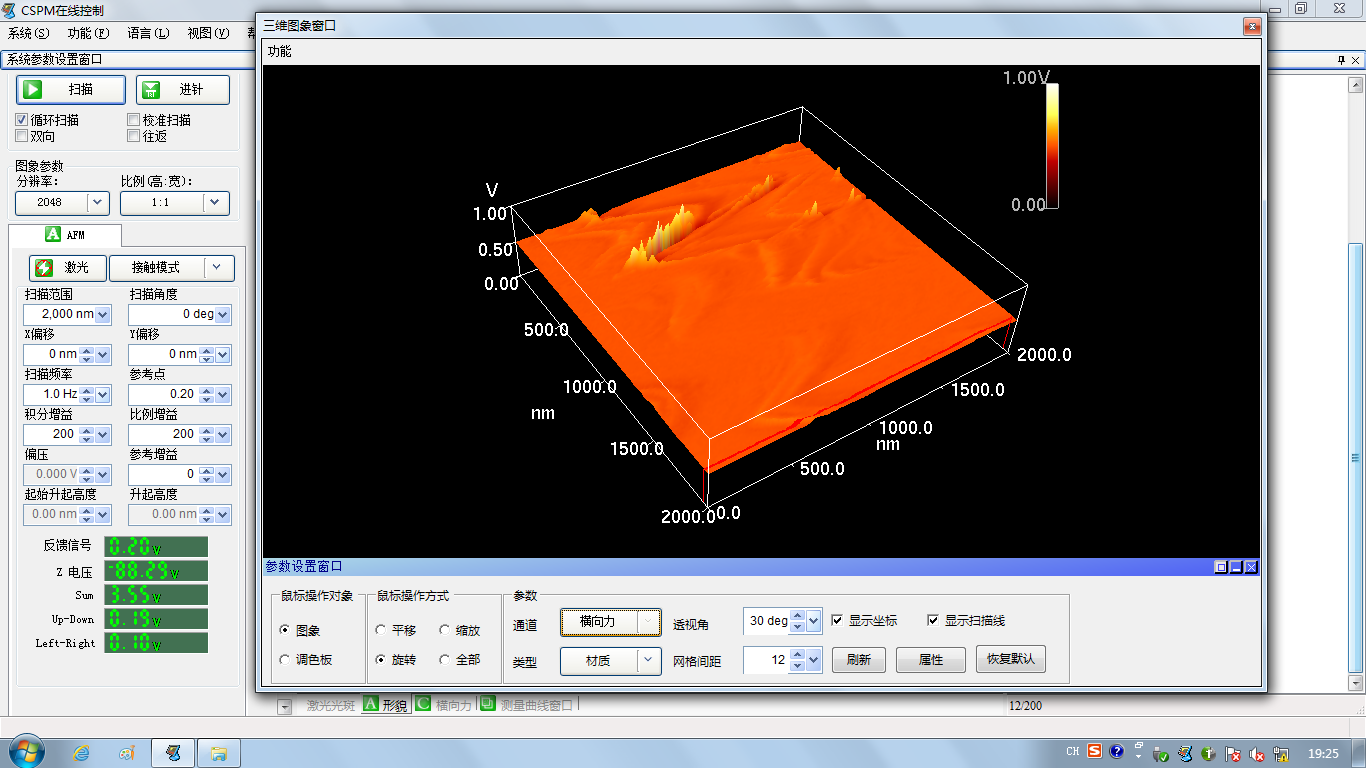 CSPM在线控制
系统(S) 功能(F) 语言(L) 视图(V)
系统参数设置窗口
扫描 进针
循环扫描 校准扫描
双向 往返
图象参数
分辨率： 比例(高:宽)：
2048 1:1
AFM
激光 接触模式
扫描范围 扫描角度
2,000 nm 0 deg
X偏移 Y偏移
0 nm 0 nm
扫描频率 参考点
1.0 Hz 0.20
积分增益 比例增益
200 200
偏压 参考增益
0.000 V 0
起始升起高度 升起高度
0.00 nm 0.00 nm
反馈信号 0.20 V
Z 电压 -88.29 V
Sum 3.55 V
Up-Down 0.19 V
Left-Right 0.10 V
三维图象窗口
功能
1.00V
0.00
V
1.00
0.50
0.00
500.0
1000.0
nm
1500.0
2000.0
0.0
500.0
1000.0
nm
1500.0
2000.0
参数设置窗口
鼠标操作对象 鼠标操作方式 参数
图象 平移 缩放 通道 横向力 透视角 30 deg 显示坐标 显示扫描线
调色板 旋转 全部 类型 材质 网格间距 12 刷新 属性 恢复默认
激光光斑 A 形貌 C 横向力 测量曲线窗口
12/200
CH 19:25